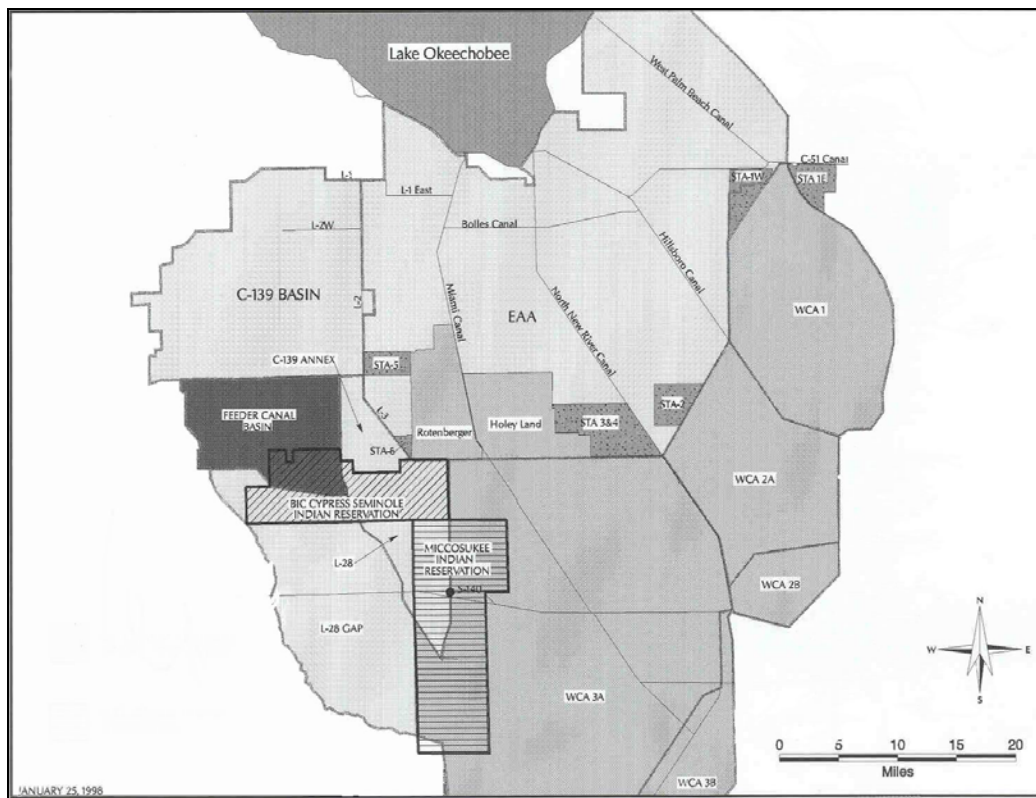 Lake Okeechobee
West Palm Beach Canal
C-51 Canal
L-1
STA-1W
STA 1E
L-1 East
L-2W
Bolles Canal
Hillsboro Canal
C-139 BASIN
L-2
Miami Canal
EAA
North New River Canal
WCA 1
C-139 ANNEX
STA-5
FEEDER CANAL
BASIN
L-3
STA-2
Rotenberger
Holey Land
STA 3&4
STA-6
WCA 2A
BIG CYPRESS SEMINOLE
INDIAN RESERVATION
MICCOSUKEE
INDIAN
RESERVATION
L-28
WCA 2B
S-140
L-28 GAP
N
W
E
S
WCA 3A
0 5 10 15 20
Miles
WCA 3B
JANUARY 25, 1998